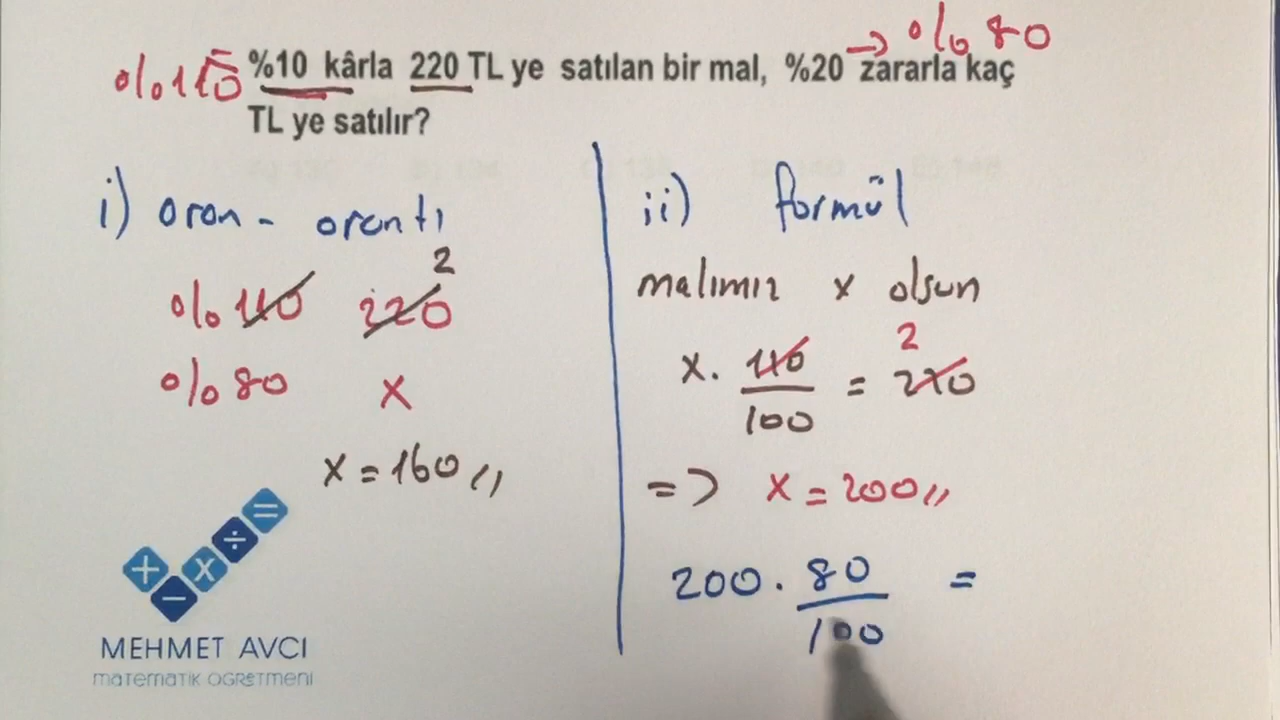 %110 %10 kârla 220 TL ye satılan bir mal, %20 zararla kaç → %80
TL ye satılır?
i) oran - orantı
%110 220 2
%80 x
x = 160 //
ii) formül
malımız x olsun
x . 110/100 = 220 2
=> x = 200 //
200 . 80/100 =
MEHMET AVCI
matematik öğretmeni